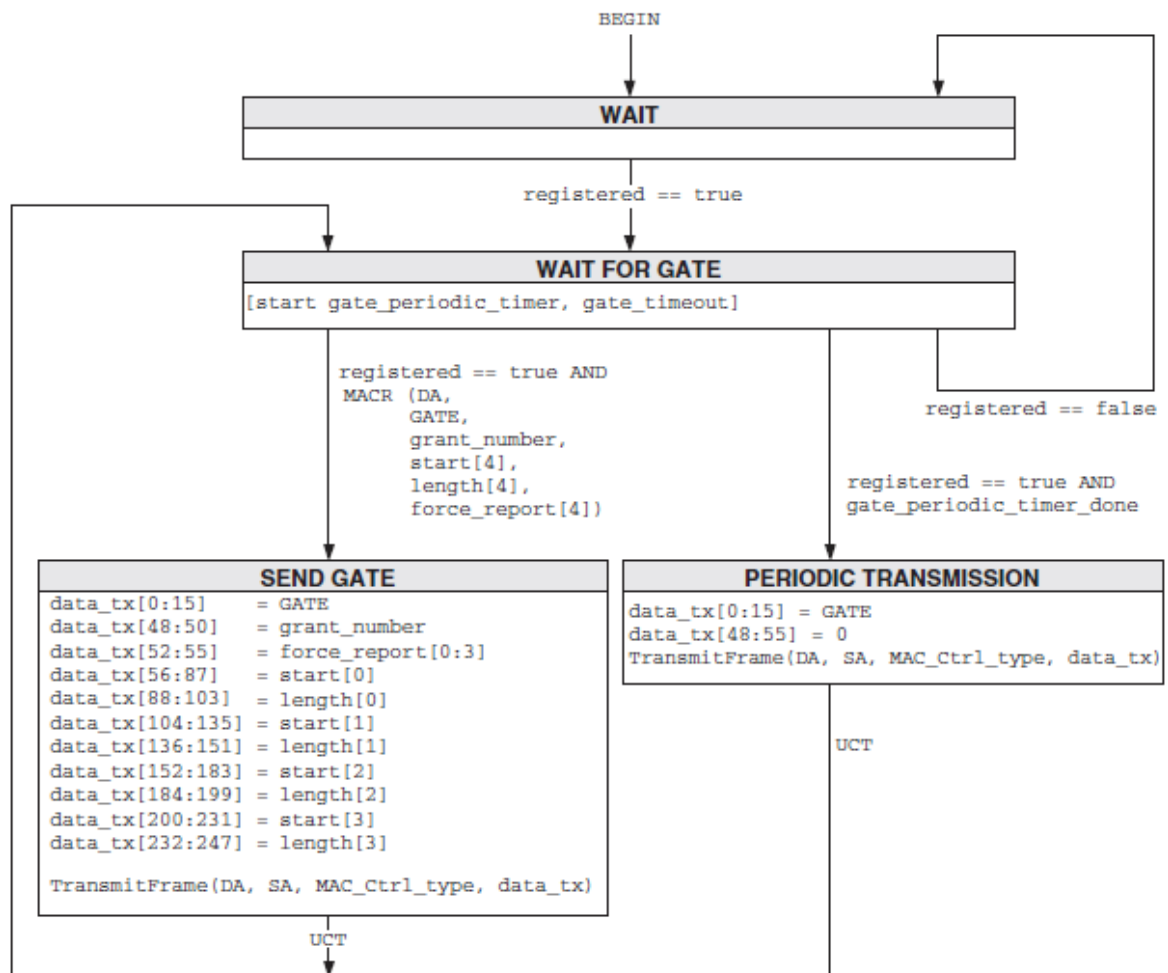 BEGIN
WAIT
registered == true
WAIT FOR GATE
[start gate_periodic_timer, gate_timeout]
registered == true AND
MACR (DA,
GATE,
grant_number,
start[4],
length[4],
force_report[4])
registered == false
registered == true AND
gate_periodic_timer_done
SEND GATE
data_tx[0:15] = GATE
data_tx[48:50] = grant_number
data_tx[52:55] = force_report[0:3]
data_tx[56:87] = start[0]
data_tx[88:103] = length[0]
data_tx[104:135] = start[1]
data_tx[136:151] = length[1]
data_tx[152:183] = start[2]
data_tx[184:199] = length[2]
data_tx[200:231] = start[3]
data_tx[232:247] = length[3]
TransmitFrame(DA, SA, MAC_Ctrl_type, data_tx)
UCT
PERIODIC TRANSMISSION
data_tx[0:15] = GATE
data_tx[48:55] = 0
TransmitFrame(DA, SA, MAC_Ctrl_type, data_tx)
UCT